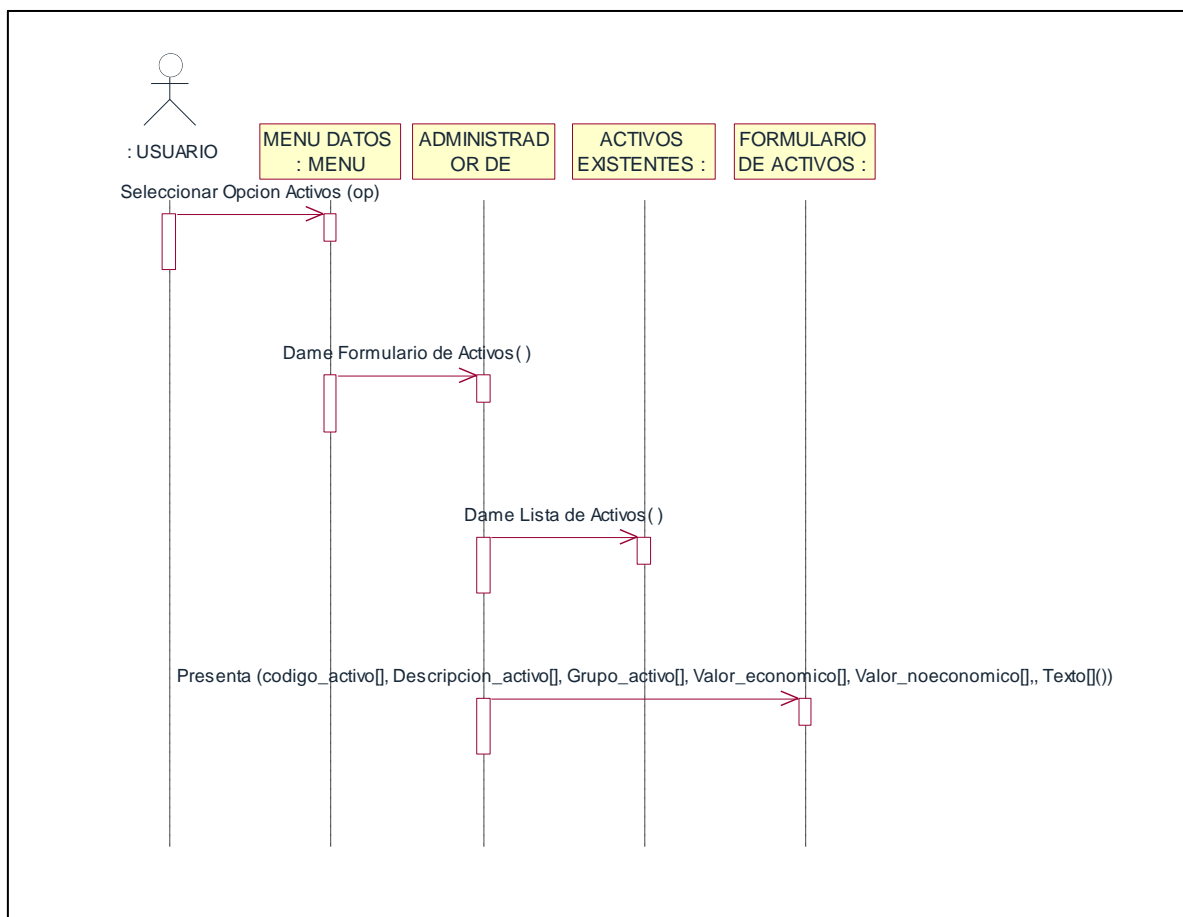 : USUARIO
MENU DATOS
: MENU
ADMINISTRAD
OR DE
ACTIVOS
EXISTENTES :
FORMULARIO
DE ACTIVOS :
Seleccionar Opcion Activos (op)
Dame Formulario de Activos( )
Dame Lista de Activos( )
Presenta (codigo_activo[], Descripcion_activo[], Grupo_activo[], Valor_economico[], Valor_noeconomico[],, Texto[]())